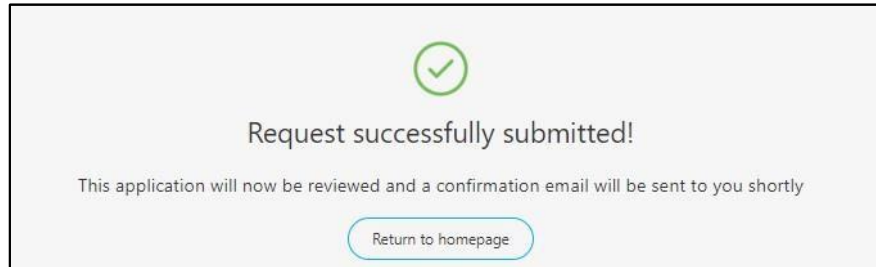 Request successfully submitted!
This application will now be reviewed and a confirmation email will be sent to you shortly
Return to homepage